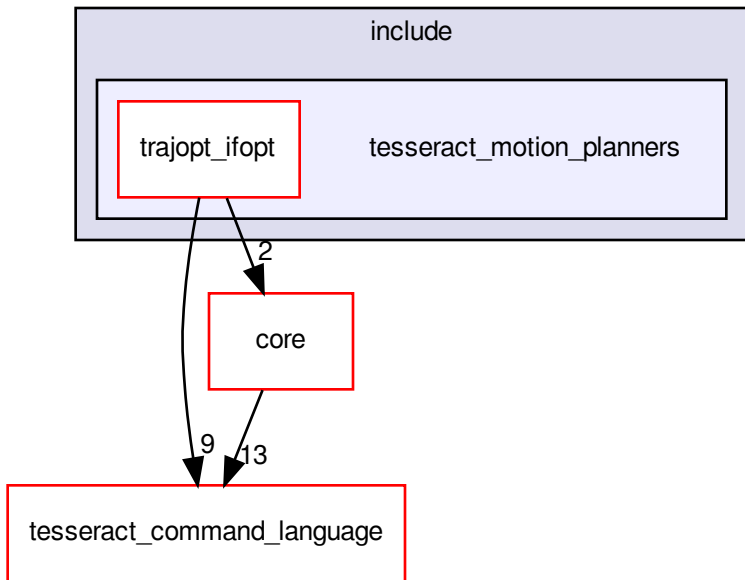 include
trajopt_ifopt
tesseract_motion_planners
2
core
9
13
tesseract_command_language